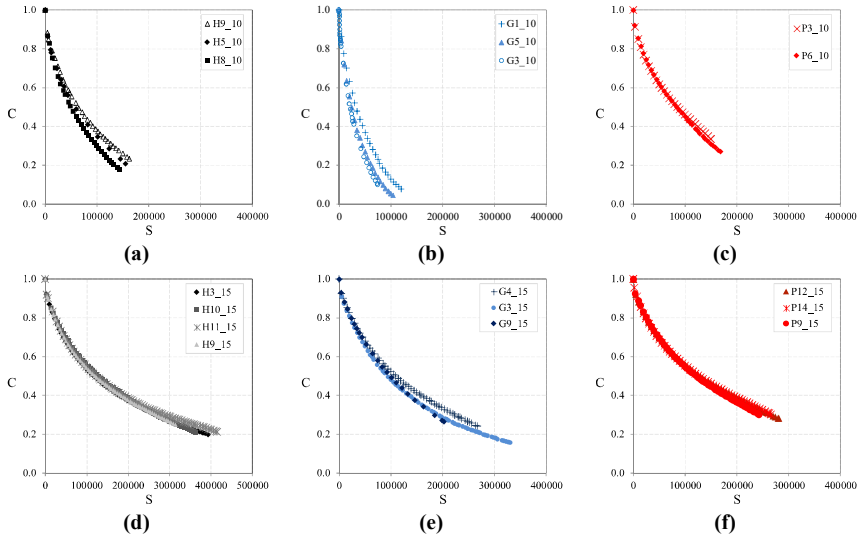 1.0
0.8
0.6
C
0.4
0.2
0.0
0 100000 200000 300000 400000
S
H9_10
H5_10
H8_10
(a)
1.0
0.8
0.6
C
0.4
0.2
0.0
0 100000 200000 300000 400000
S
G1_10
G5_10
G3_10
(b)
1.0
0.8
0.6
C
0.4
0.2
0.0
0 100000 200000 300000 400000
S
P3_10
P6_10
(c)
1.0
0.8
0.6
C
0.4
0.2
0.0
0 100000 200000 300000 400000 500000
S
H3_15
H10_15
H11_15
H9_15
(d)
1.0
0.8
0.6
C
0.4
0.2
0.0
0 100000 200000 300000 400000
S
G4_15
G3_15
G9_15
(e)
1.0
0.8
0.6
C
0.4
0.2
0.0
0 100000 200000 300000 400000
S
P12_15
P14_15
P9_15
(f)